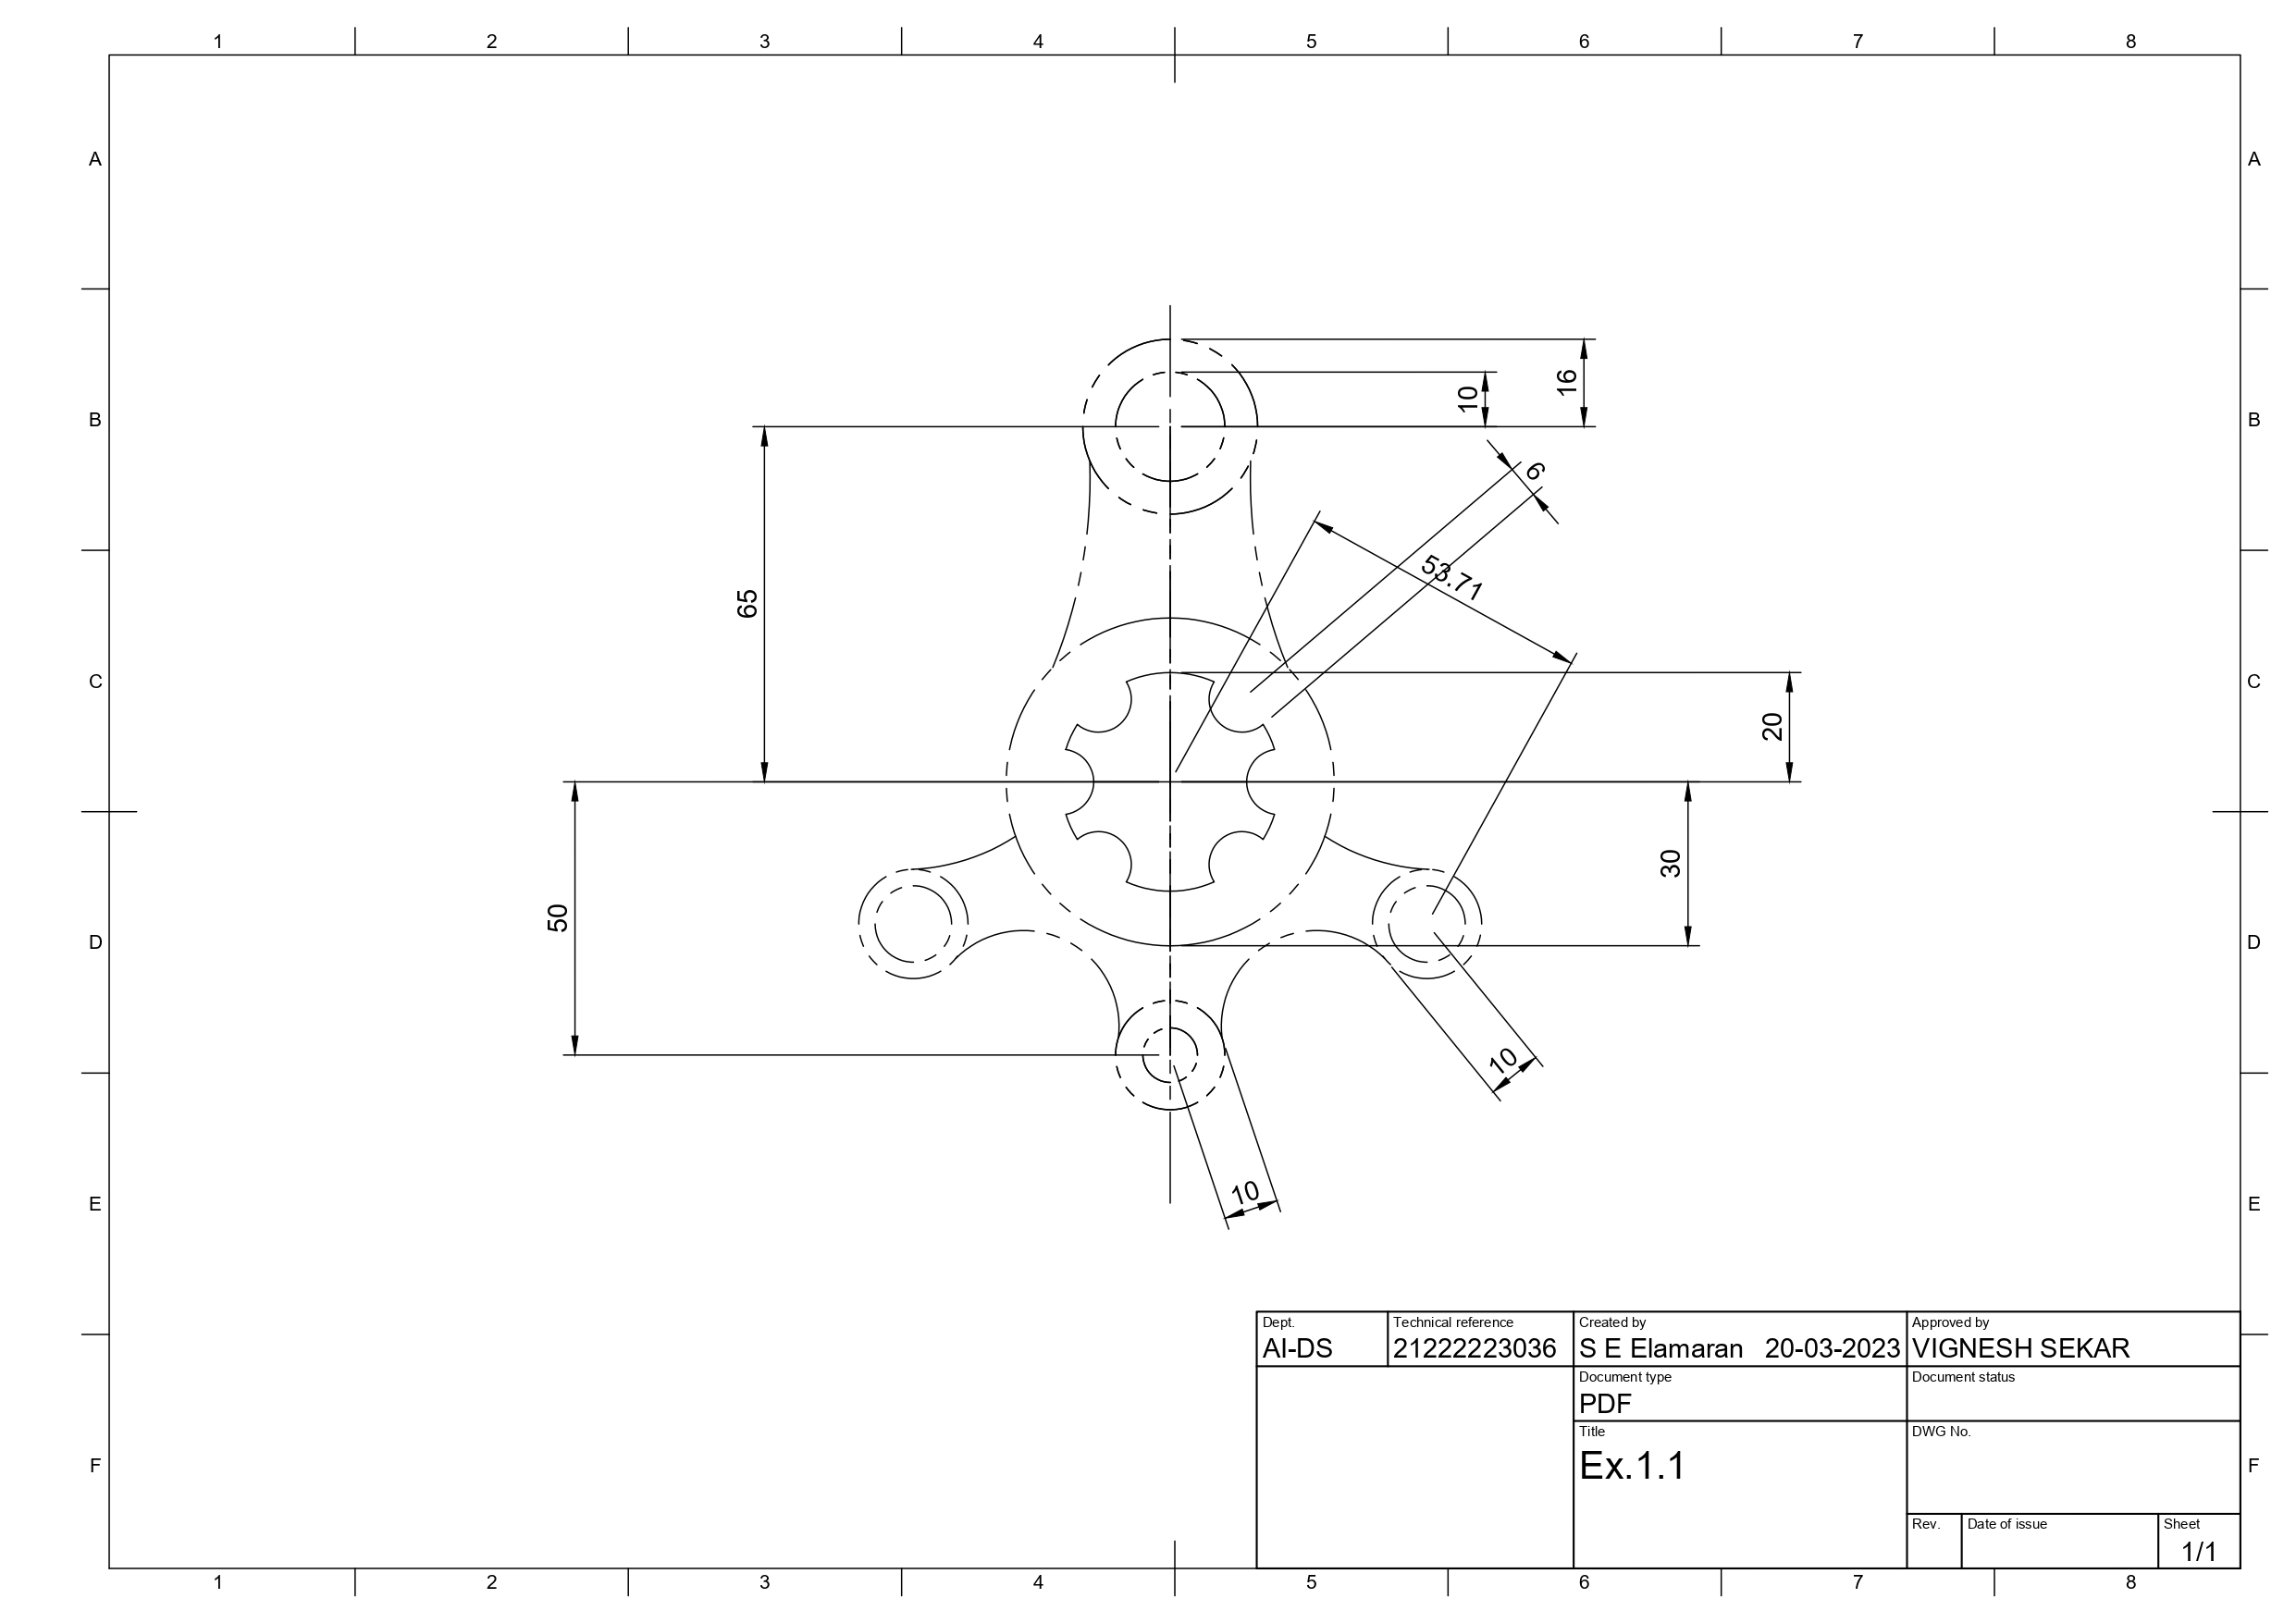 1 2 3 4 5 6 7 8
A A
16
10
B B
6
53.71
65
C C
20
30
50
D D
10
10
E E
Dept. Technical reference Created by Approved by
AI-DS 21222223036 S E Elamaran 20-03-2023 VIGNESH SEKAR
Document type Document status
PDF
Title DWG No.
Ex.1.1
F F
Rev. Date of issue Sheet
1/1
1 2 3 4 5 6 7 8